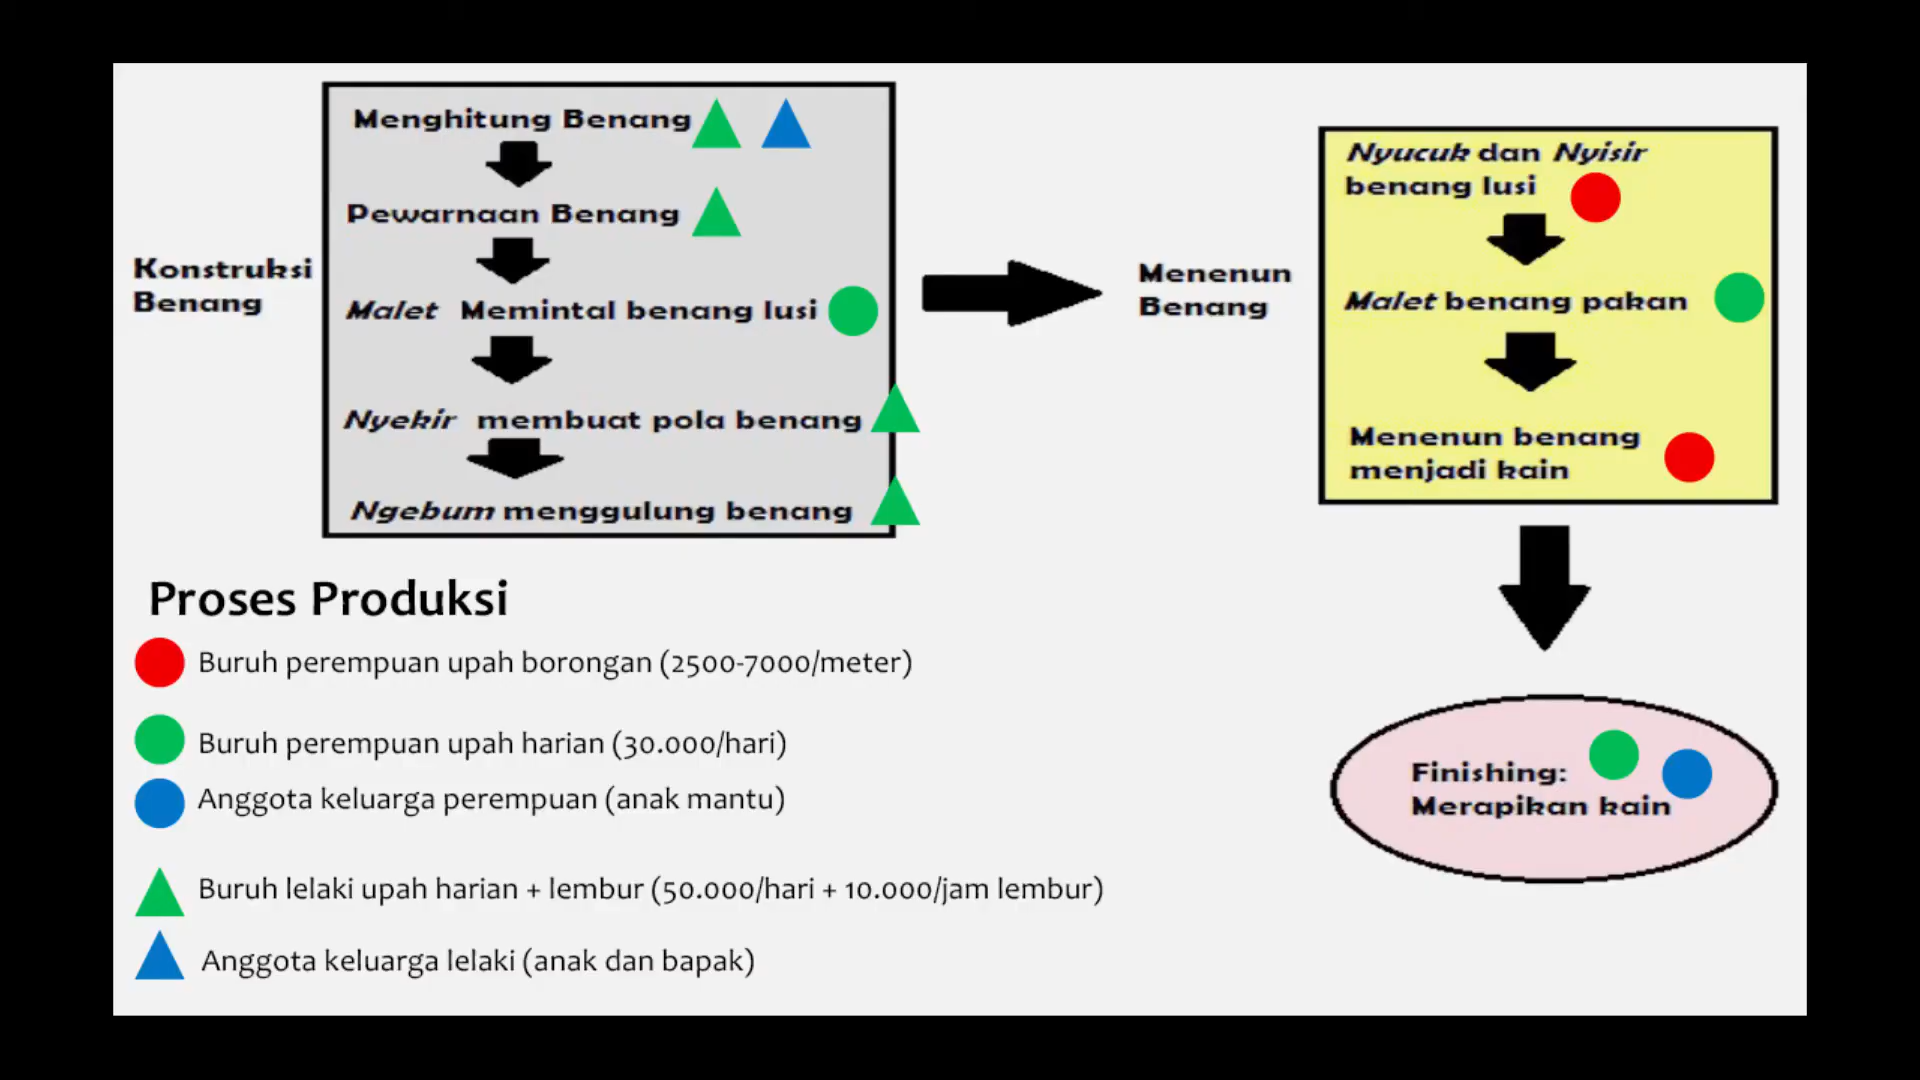 Konstruksi
Benang
Menghitung Benang
Pewarnaan Benang
Malet Memintal benang lusi
Nyekir membuat pola benang
Ngebum menggulung benang
Menenun
Benang
Nyucuk dan Nyisir
benang lusi
Malet benang pakan
Menenun benang
menjadi kain
Finishing:
Merapikan kain
Proses Produksi
Buruh perempuan upah borongan (2500-7000/meter)
Buruh perempuan upah harian (30.000/hari)
Anggota keluarga perempuan (anak mantu)
Buruh lelaki upah harian + lembur (50.000/hari + 10.000/jam lembur)
Anggota keluarga lelaki (anak dan bapak)